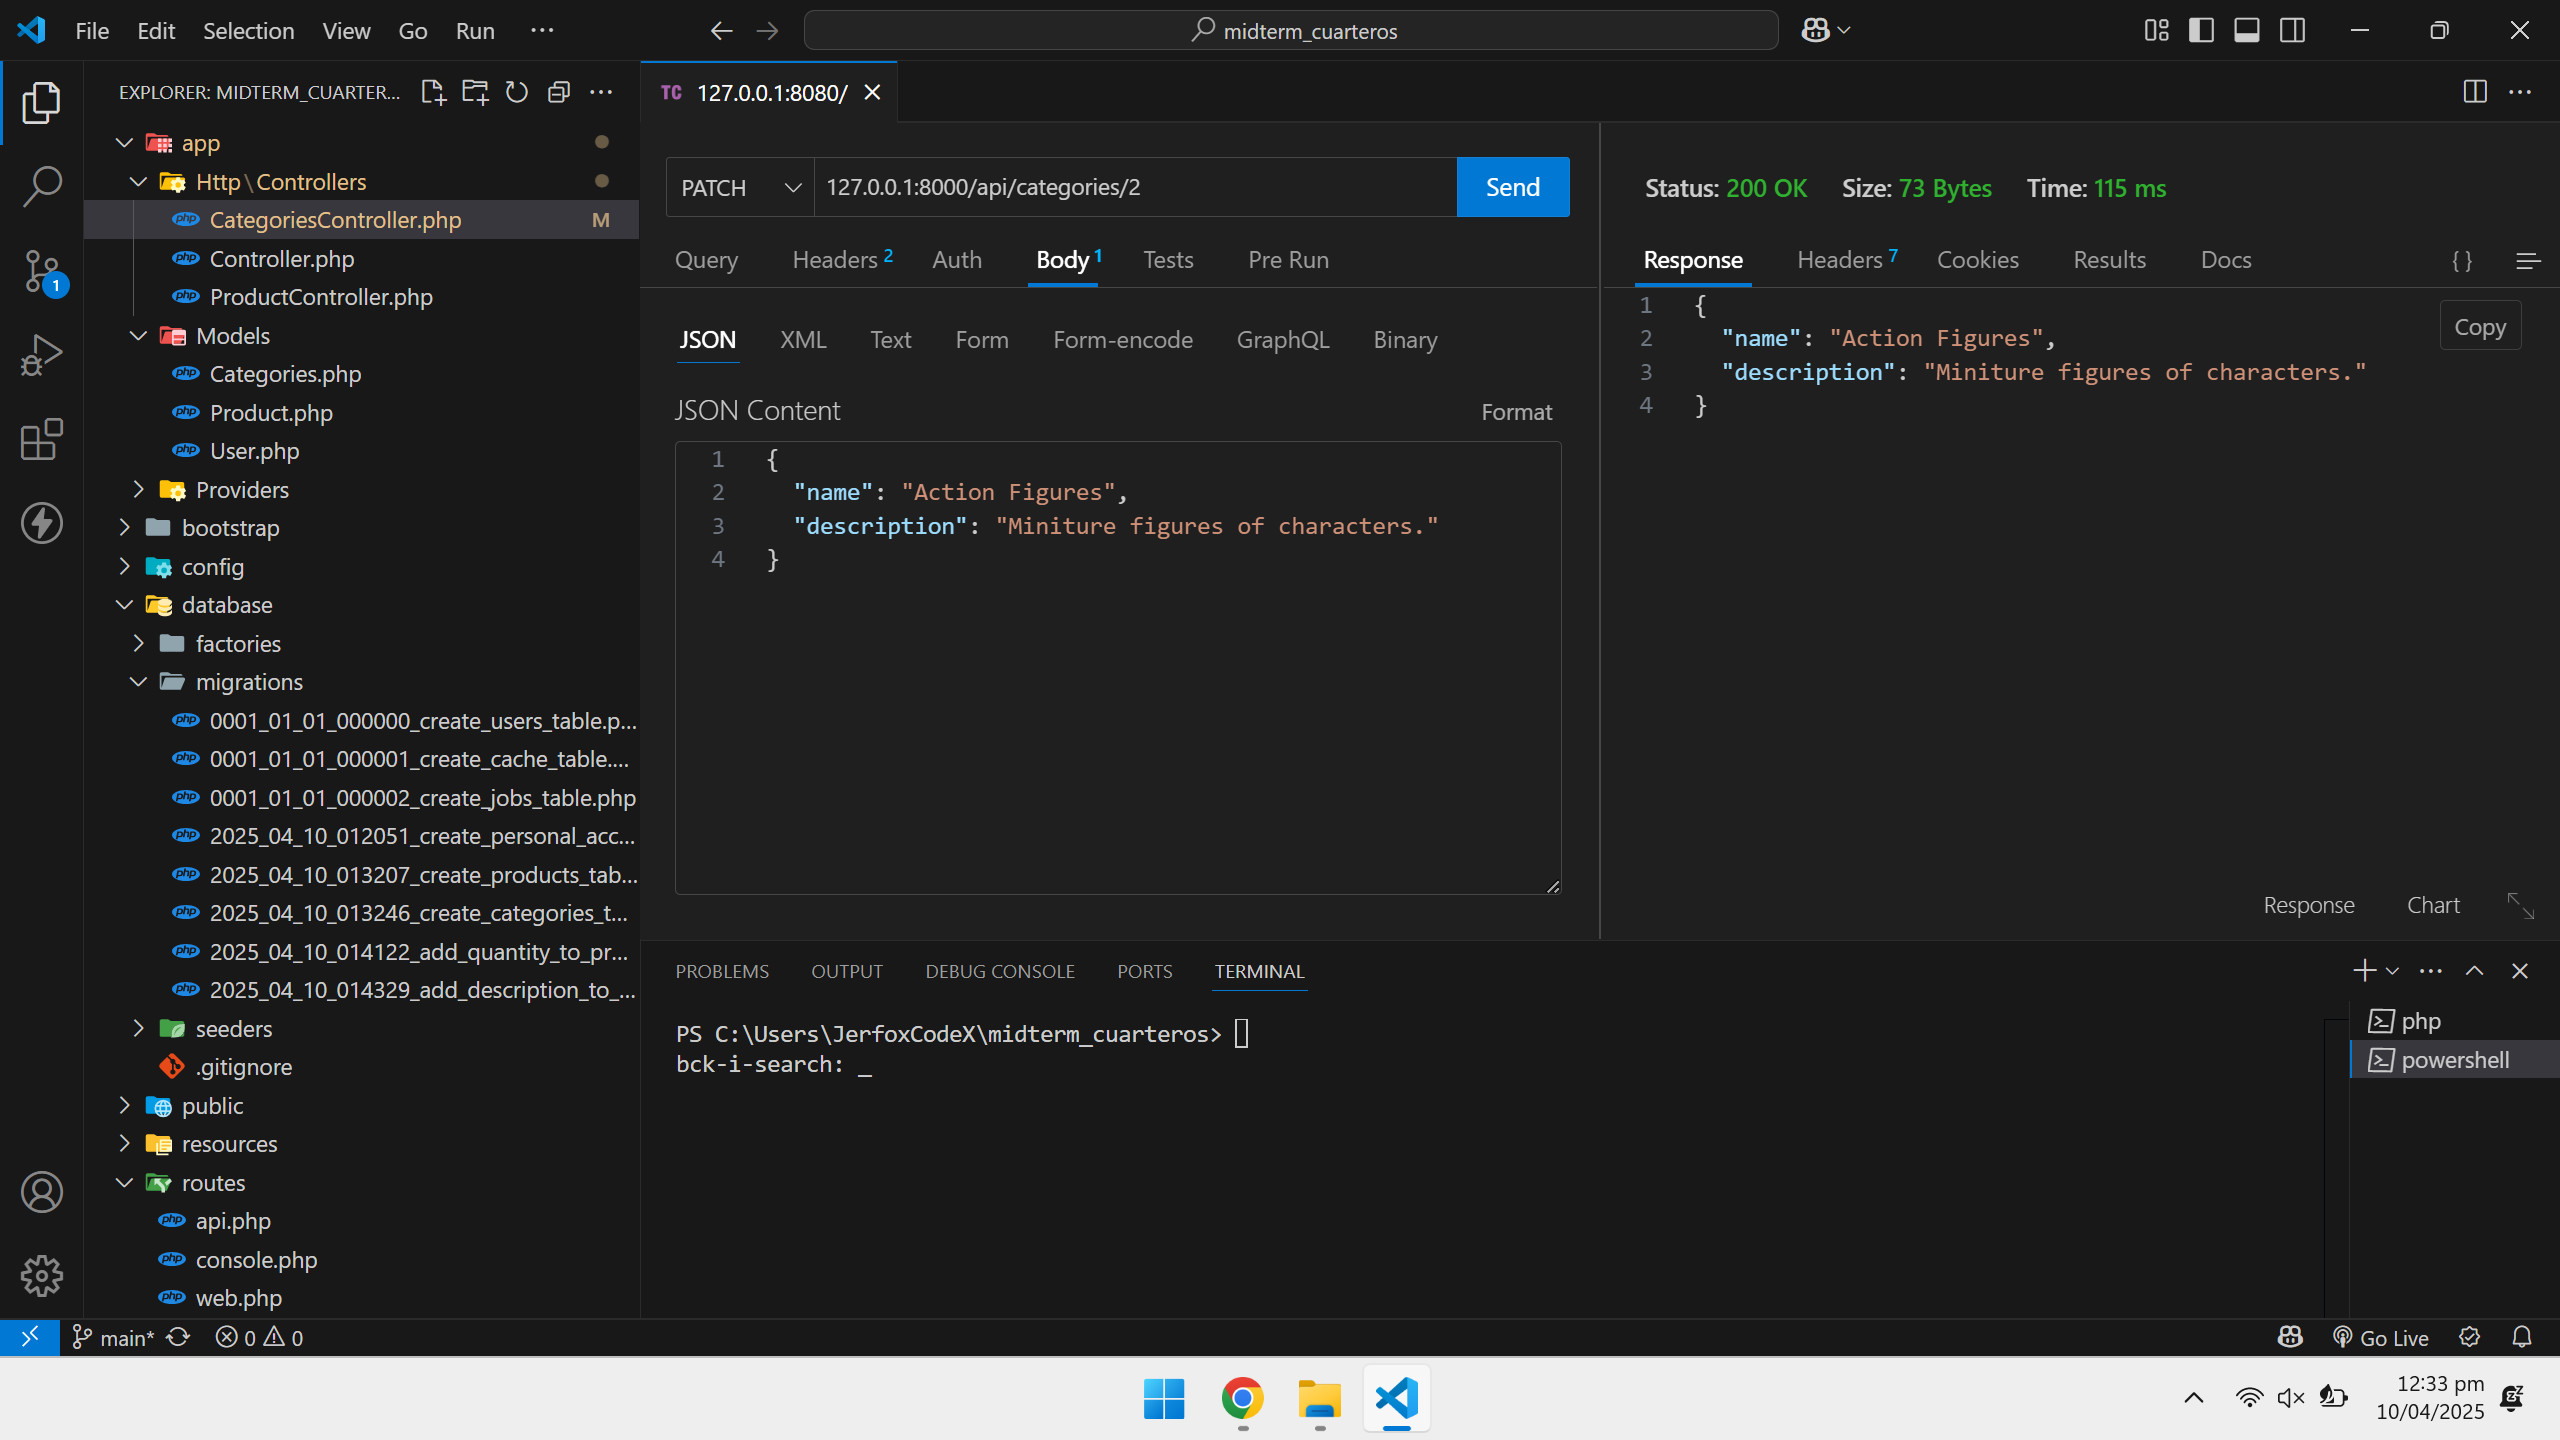 File Edit Selection View Go Run ···
midterm_cuarteros
EXPLORER: MIDTERM_CUARTER...
app
Http\Controllers
CategoriesController.php M
Controller.php
ProductController.php
Models
Categories.php
Product.php
User.php
Providers
bootstrap
config
database
factories
migrations
0001_01_01_000000_create_users_table.p...
0001_01_01_000001_create_cache_table....
0001_01_01_000002_create_jobs_table.php
2025_04_10_012051_create_personal_acc...
2025_04_10_013207_create_products_tab...
2025_04_10_013246_create_categories_t...
2025_04_10_014122_add_quantity_to_pr...
2025_04_10_014329_add_description_to_...
seeders
.gitignore
public
resources
routes
api.php
console.php
web.php
1
TC 127.0.0.1:8080/
PATCH 127.0.0.1:8000/api/categories/2 Send
Query Headers 2 Auth Body 1 Tests Pre Run
JSON XML Text Form Form-encode GraphQL Binary
JSON Content Format
1 {
2 "name": "Action Figures",
3 "description": "Miniture figures of characters."
4 }
Status: 200 OK Size: 73 Bytes Time: 115 ms
Response Headers 7 Cookies Results Docs { }
1 {
2 "name": "Action Figures",
3 "description": "Miniture figures of characters."
4 }
Copy
Response Chart
PROBLEMS OUTPUT DEBUG CONSOLE PORTS TERMINAL
PS C:\Users\JerfoxCodeX\midterm_cuarteros>
bck-i-search: _
php
powershell
main* 0 0 Go Live
12:33 pm
10/04/2025